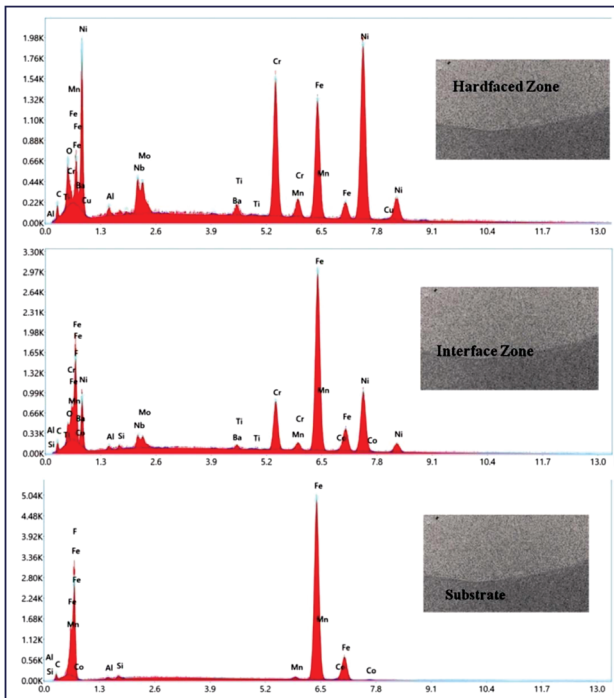 Ni
1.98K
1.76K
1.54K
1.32K
1.10K
0.88K
0.66K
0.44K
0.22K
0.00K
Mn
Fe
Fe
Fe
O
Cr
Ba
C
Al
Cu
Al
Mo
Nb
Ti
Ba
Ti
Cr
Cr
Mn
Fe
Mn
Fe
Ni
Cu
Ni
Hardfaced Zone
0.0 1.3 2.6 3.9 5.2 6.5 7.8 9.1 10.4 11.7 13.0
3.30K
2.97K
2.64K
2.31K
1.98K
1.65K
1.32K
0.99K
0.66K
0.33K
0.00K
Fe
Fe
F
Cr
Fe
Ni
Mn
O
Ba
Al
C
Si
Co
Al
Si
Mo
Nb
Ti
Ba
Ti
Cr
Cr
Mn
Fe
Mn
Fe
Ni
Co
Ni
Interface Zone
0.0 1.3 2.6 3.9 5.2 6.5 7.8 9.1 10.4 11.7 13.0
5.04K
4.48K
3.92K
3.36K
2.80K
2.24K
1.68K
1.12K
0.56K
0.00K
F
Fe
Fe
Fe
Mn
Al
C
Si
Co
Al
Si
Mn
Fe
Mn
Fe
Co
Co
Substrate
0.0 1.3 2.6 3.9 5.2 6.5 7.8 9.1 10.4 11.7 13.0